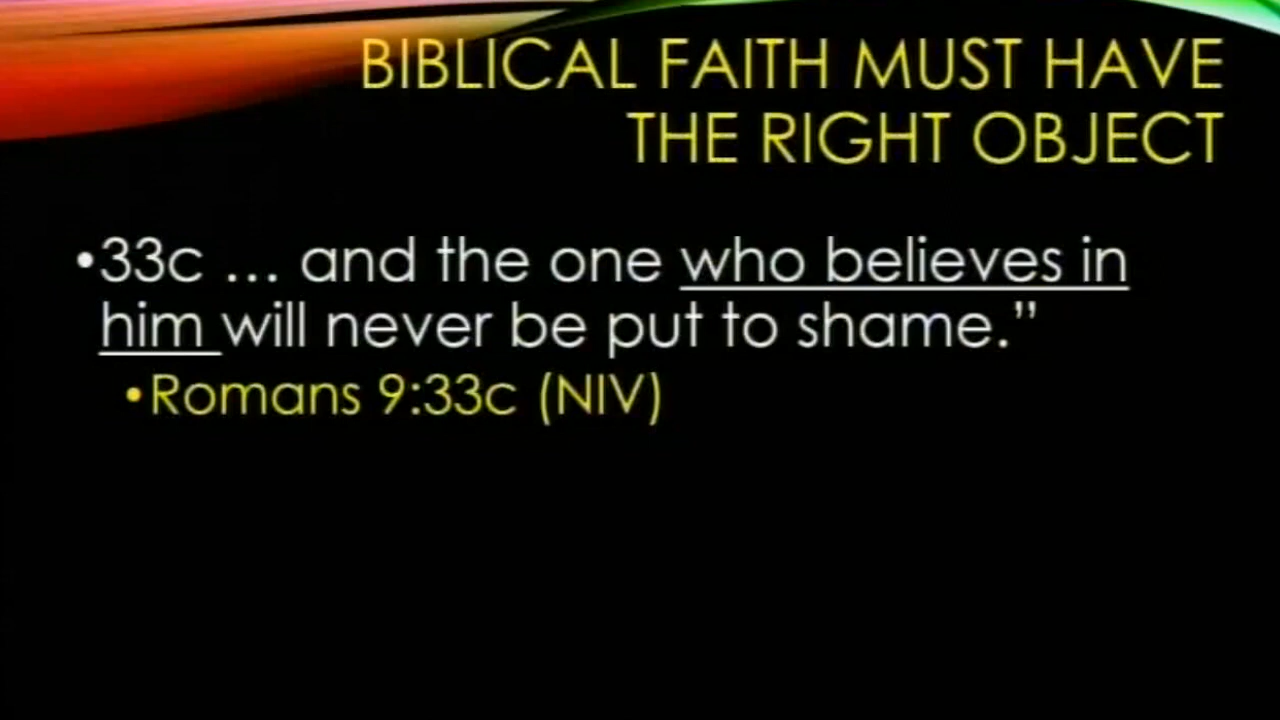 BIBLICAL FAITH MUST HAVE
THE RIGHT OBJECT
•33c … and the one who believes in
him will never be put to shame.”
•Romans 9:33c (NIV)